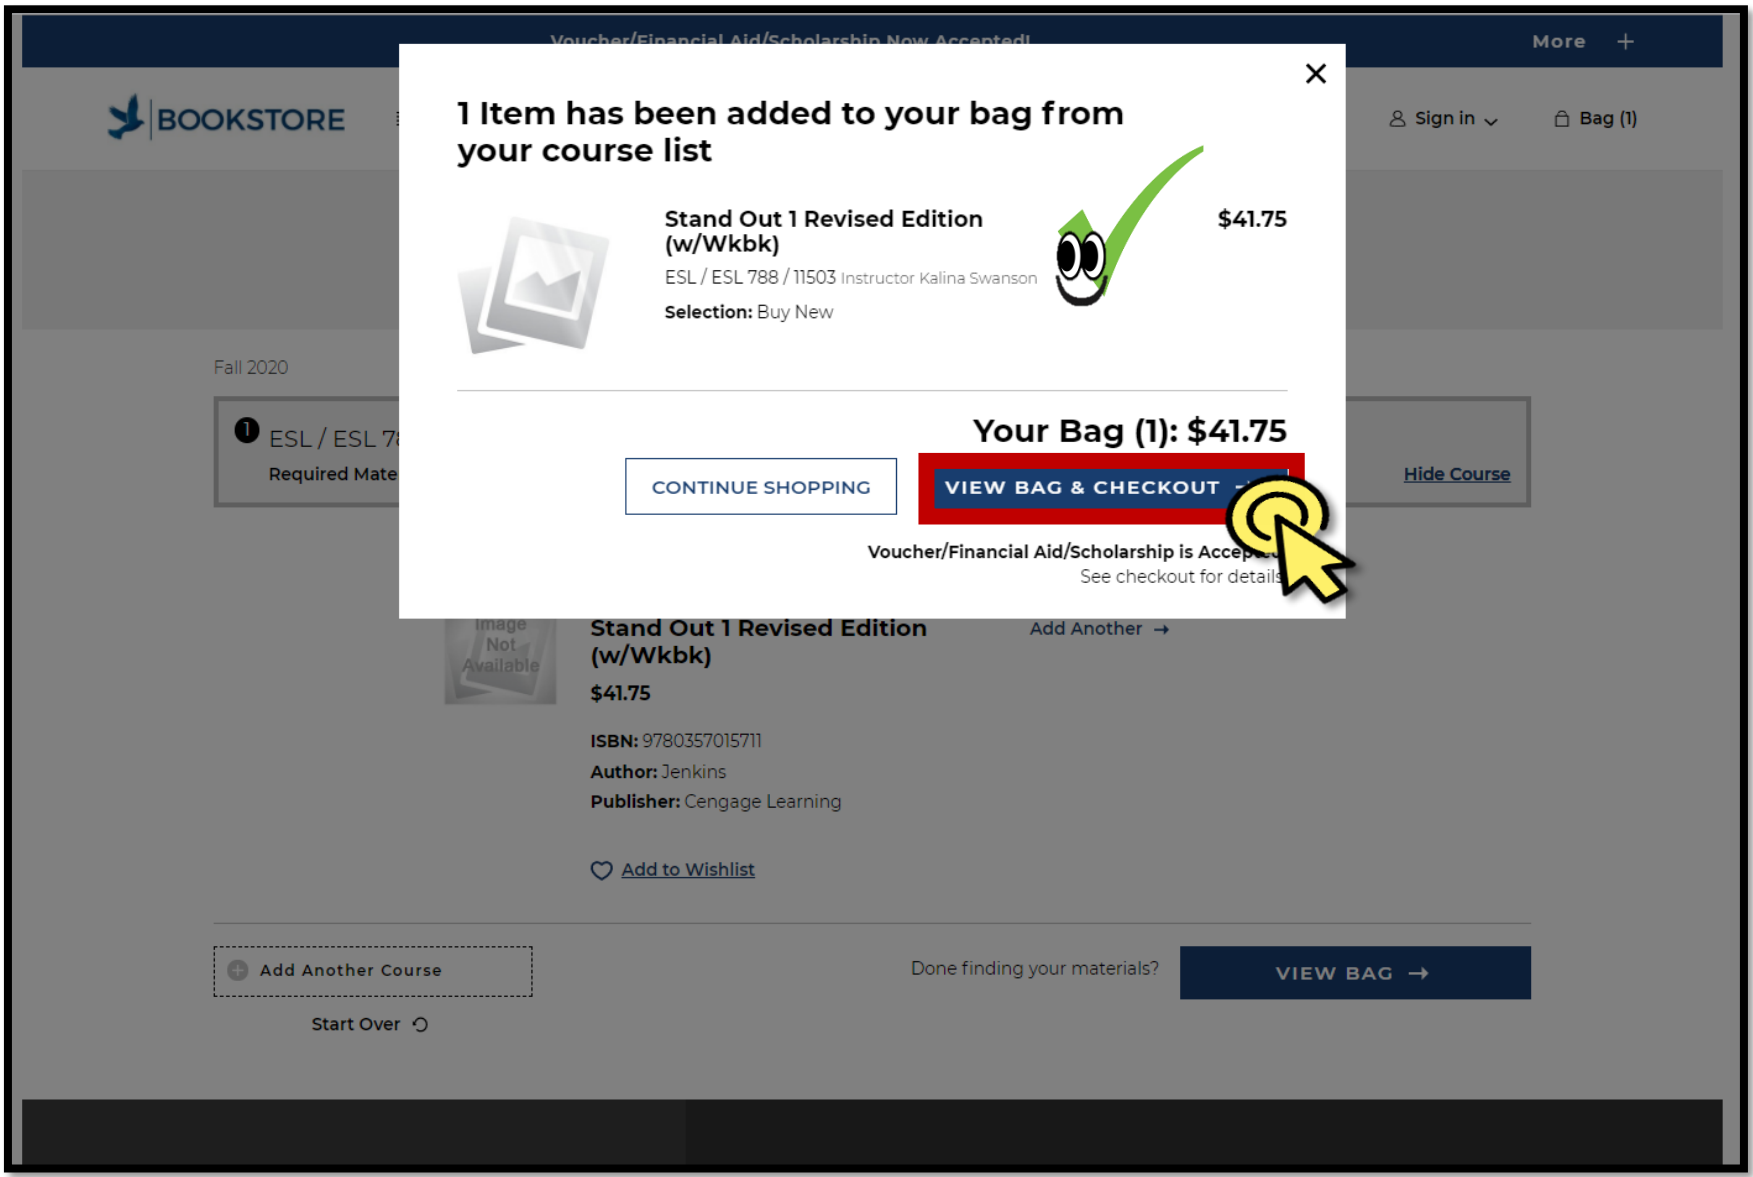 Voucher/Financial Aid/Scholarship Now Accepted!
More
BOOKSTORE
Sign in
Bag (1)
1 Item has been added to your bag from
your course list
Stand Out 1 Revised Edition
(w/Wkbk)
$41.75
ESL / ESL 788 / 11503 Instructor Kalina Swanson
Selection: Buy New
Your Bag (1): $41.75
CONTINUE SHOPPING
VIEW BAG & CHECKOUT
Voucher/Financial Aid/Scholarship is
See checkout for details
Fall 2020
1
ESL / ESL
Required
Hide Course
Image
Not
Available
Stand Out 1 Revised Edition
(w/Wkbk)
Add Another →
$41.75
ISBN: 9780357015711
Author: Jenkins
Publisher: Cengage Learning
Add to Wishlist
Add Another Course
Done finding your materials?
VIEW BAG →
Start Over